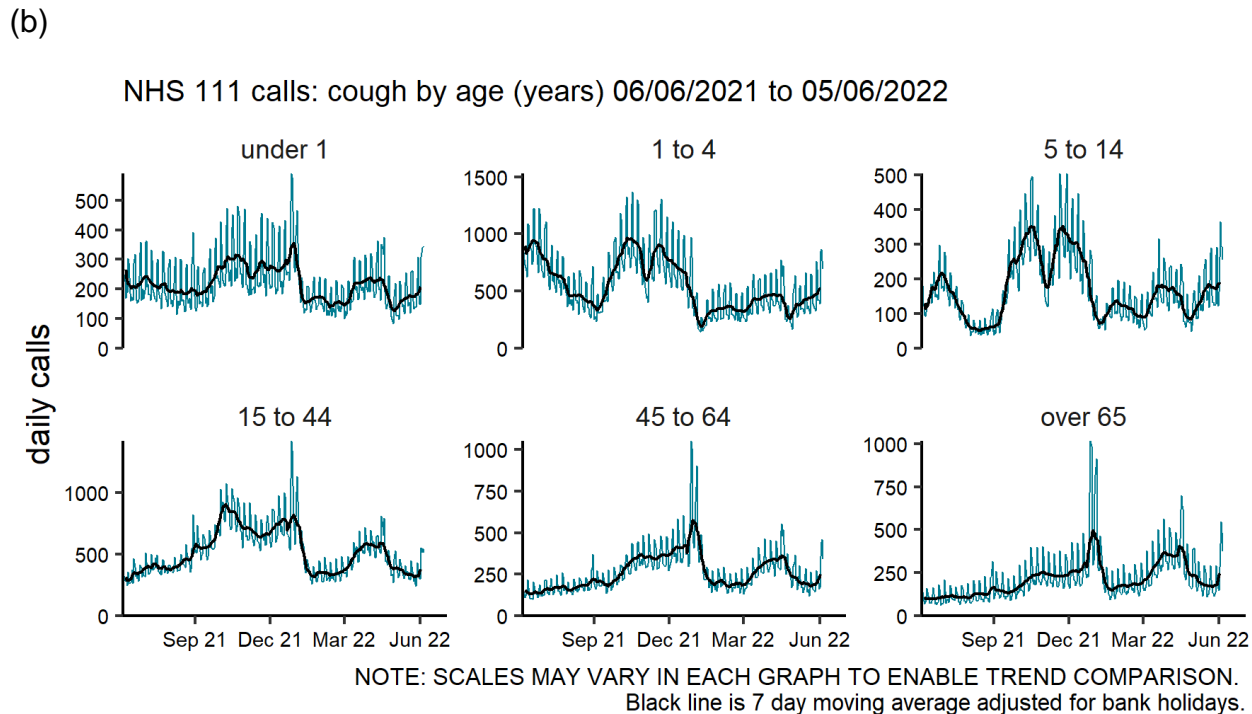 (b)
NHS 111 calls: cough by age (years) 06/06/2021 to 05/06/2022
daily calls
under 1
500
400
300
200
100
0
1 to 4
1500
1000
500
0
5 to 14
500
400
300
200
100
0
15 to 44
1000
500
0
Sep 21 Dec 21 Mar 22 Jun 22
45 to 64
1000
750
500
250
0
Sep 21 Dec 21 Mar 22 Jun 22
over 65
1000
750
500
250
0
Sep 21 Dec 21 Mar 22 Jun 22
NOTE: SCALES MAY VARY IN EACH GRAPH TO ENABLE TREND COMPARISON.
Black line is 7 day moving average adjusted for bank holidays.